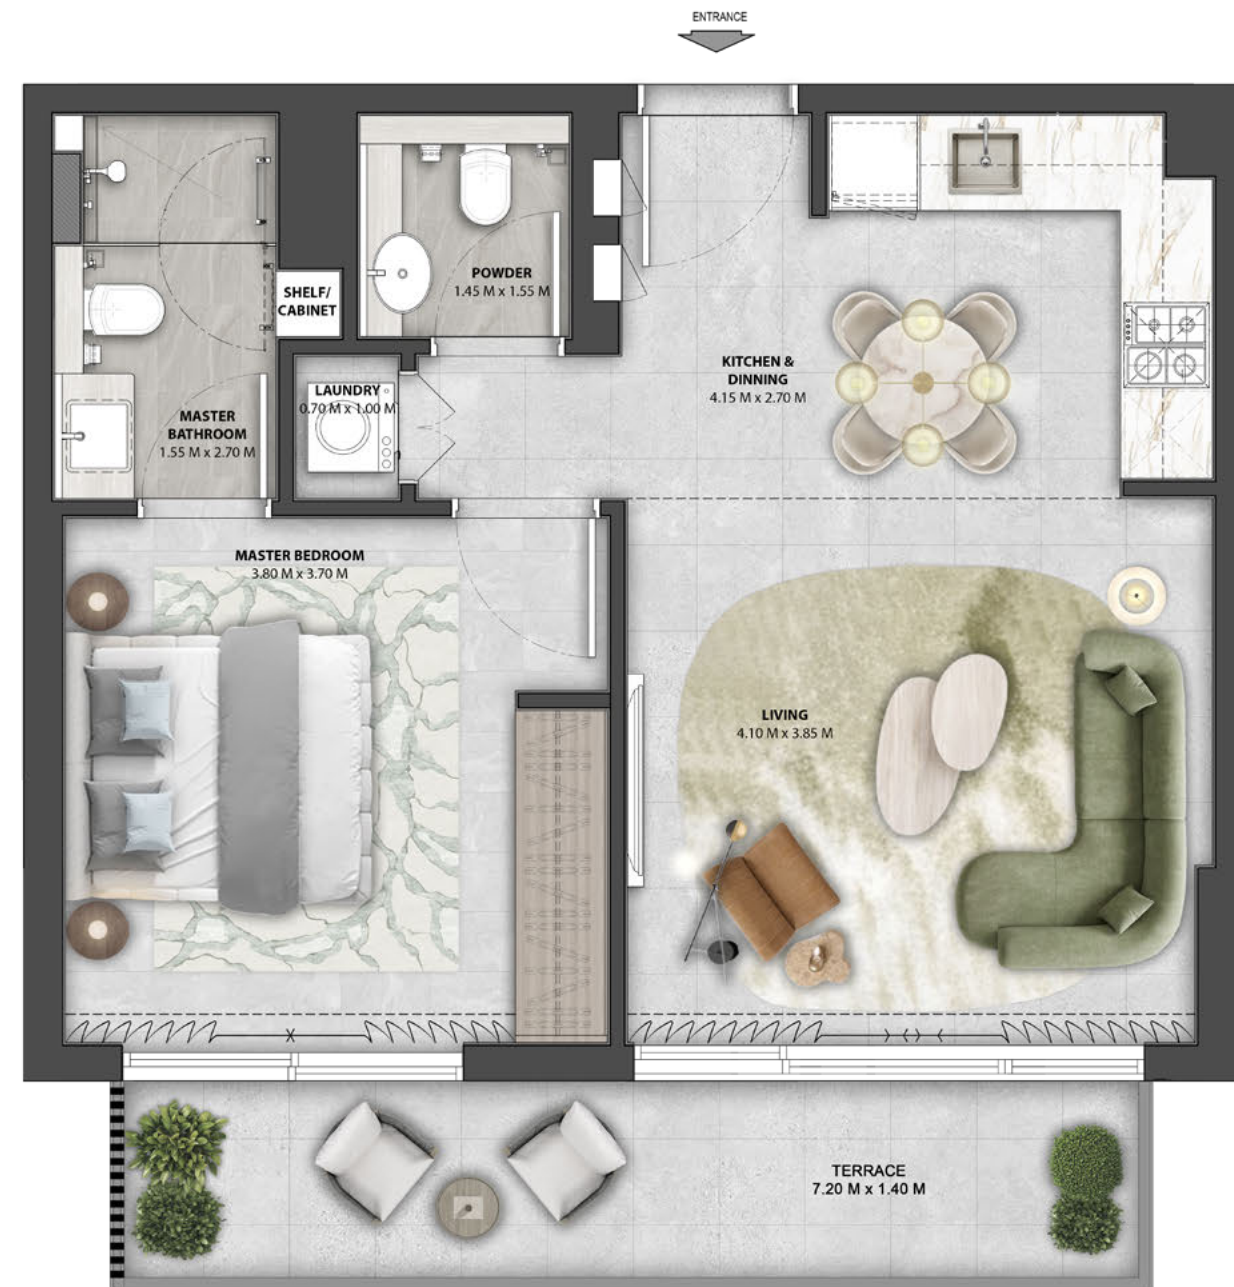 ENTRANCE
POWDER
1.45 M x 1.55 M
SHELF/
CABINET
KITCHEN &
DINNING
4.15 M x 2.70 M
LAUNDRY
0.70 M x 1.00 M
MASTER
BATHROOM
1.55 M x 2.70 M
MASTER BEDROOM
3.80 M x 3.70 M
LIVING
4.10 M x 3.85 M
TERRACE
7.20 M x 1.40 M